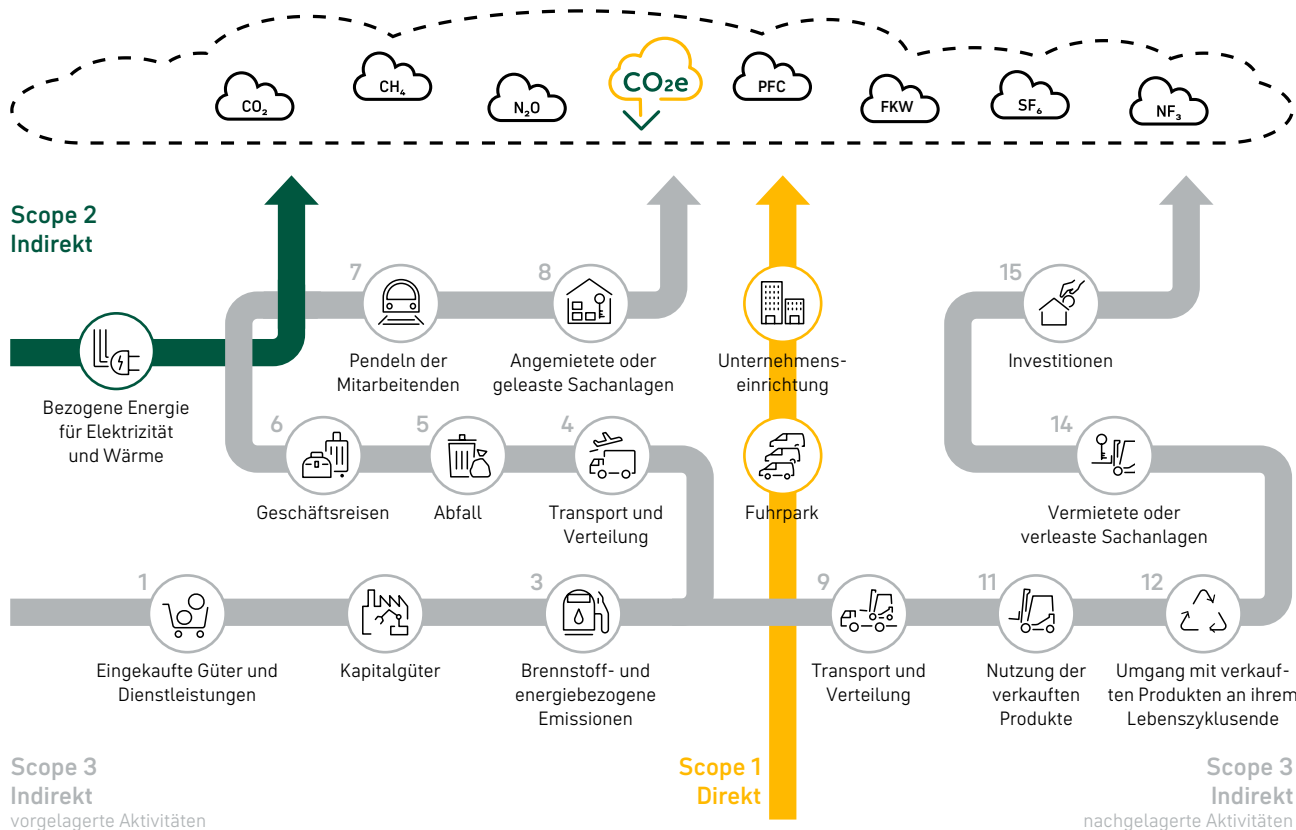 CO₂
CH₄
N₂O
CO₂e
PFC
FKW
SF₆
NF₃
Scope 2
Indirekt
Bezogene Energie
für Elektrizität
und Wärme
7
Pendeln der
Mitarbeitenden
8
Angemietete oder
geleaste Sachanlagen
Unternehmens-
einrichtung
15
Investitionen
6
Geschäftsreisen
5
Abfall
4
Transport und
Verteilung
Fuhrpark
14
Vermietete oder
verleaste Sachanlagen
1
Eingekaufte Güter und
Dienstleistungen
Kapitalgüter
3
Brennstoff- und
energiebezogene
Emissionen
9
Transport und
Verteilung
11
Nutzung der
verkauften
Produkte
12
Umgang mit verkauf-
ten Produkten an ihrem
Lebenszyklusende
Scope 3
Indirekt
vorgelagerte Aktivitäten
Scope 1
Direkt
Scope 3
Indirekt
nachgelagerte Aktivitäten